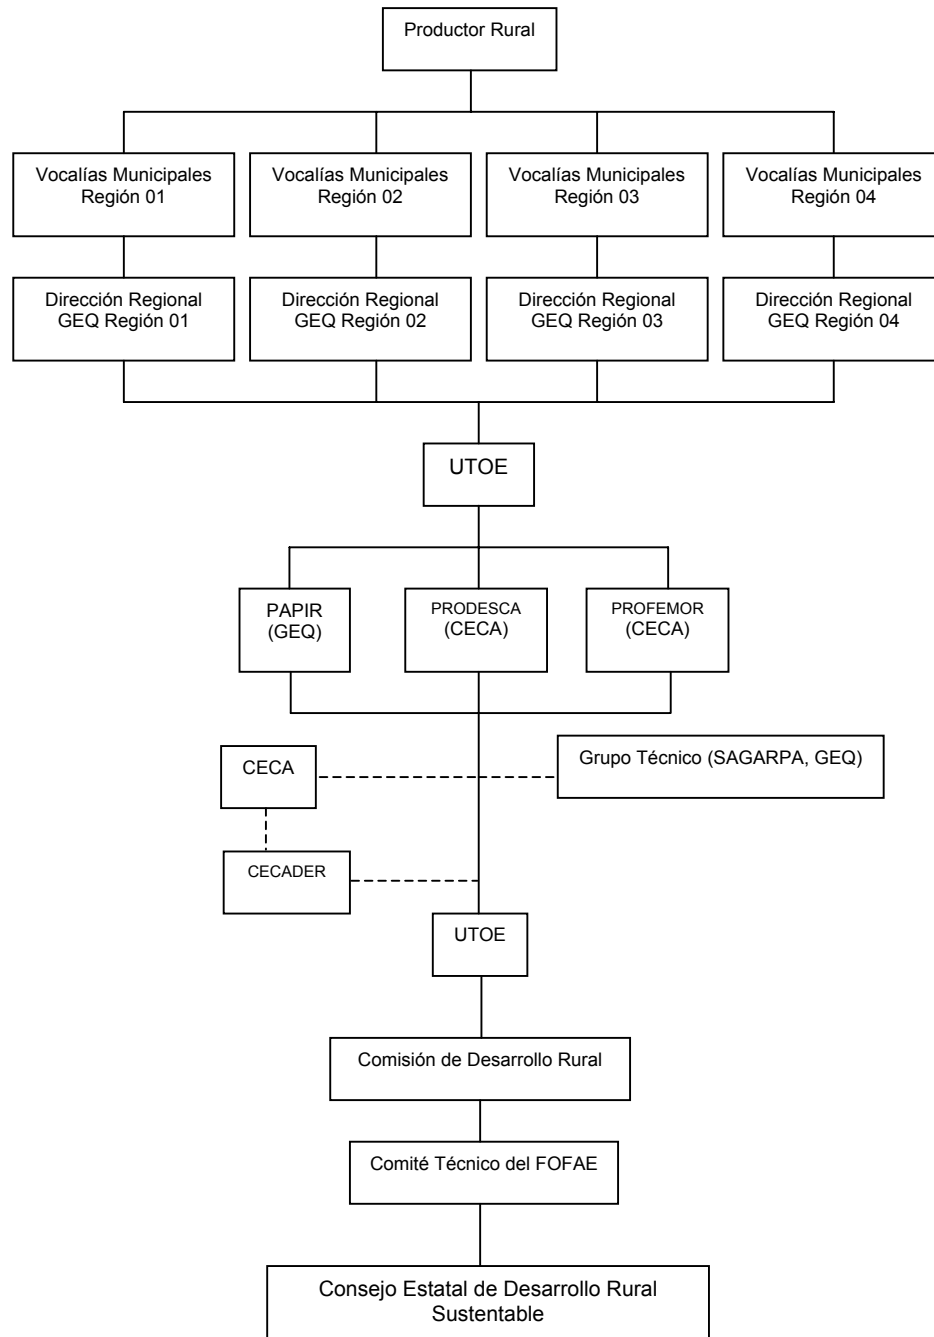 Productor Rural
Vocalías Municipales
Región 01
Vocalías Municipales
Región 02
Vocalías Municipales
Región 03
Vocalías Municipales
Región 04
Dirección Regional
GEQ Región 01
Dirección Regional
GEQ Región 02
Dirección Regional
GEQ Región 03
Dirección Regional
GEQ Región 04
UTOE
PAPIR
(GEQ)
PRODESCA
(CECA)
PROFEMOR
(CECA)
CECA
Grupo Técnico (SAGARPA, GEQ)
CECADER
UTOE
Comisión de Desarrollo Rural
Comité Técnico del FOFAE
Consejo Estatal de Desarrollo Rural
Sustentable